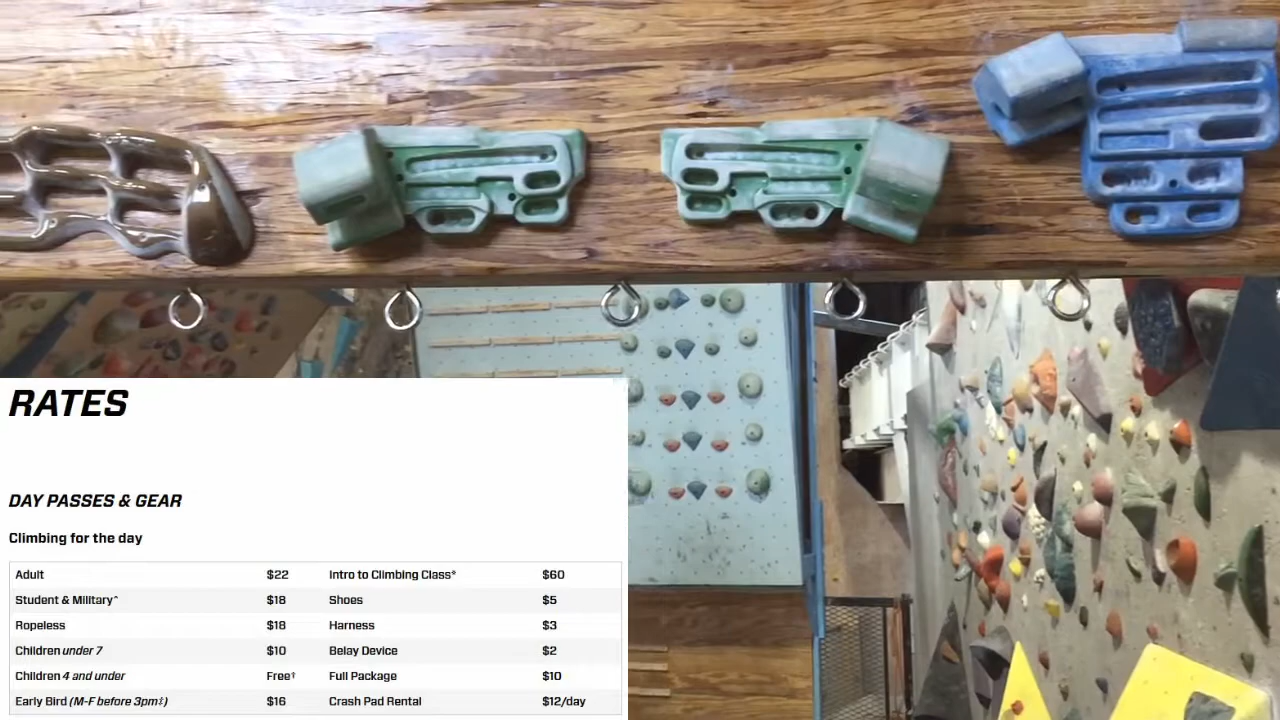 RATES
DAY PASSES & GEAR
Climbing for the day
Adult $22 Intro to Climbing Class* $60
Student & Military^ $18 Shoes $5
Ropeless $18 Harness $3
Children under 7 $10 Belay Device $2
Children 4 and under Free† Full Package $10
Early Bird (M-F before 3pm‡) $16 Crash Pad Rental $12/day